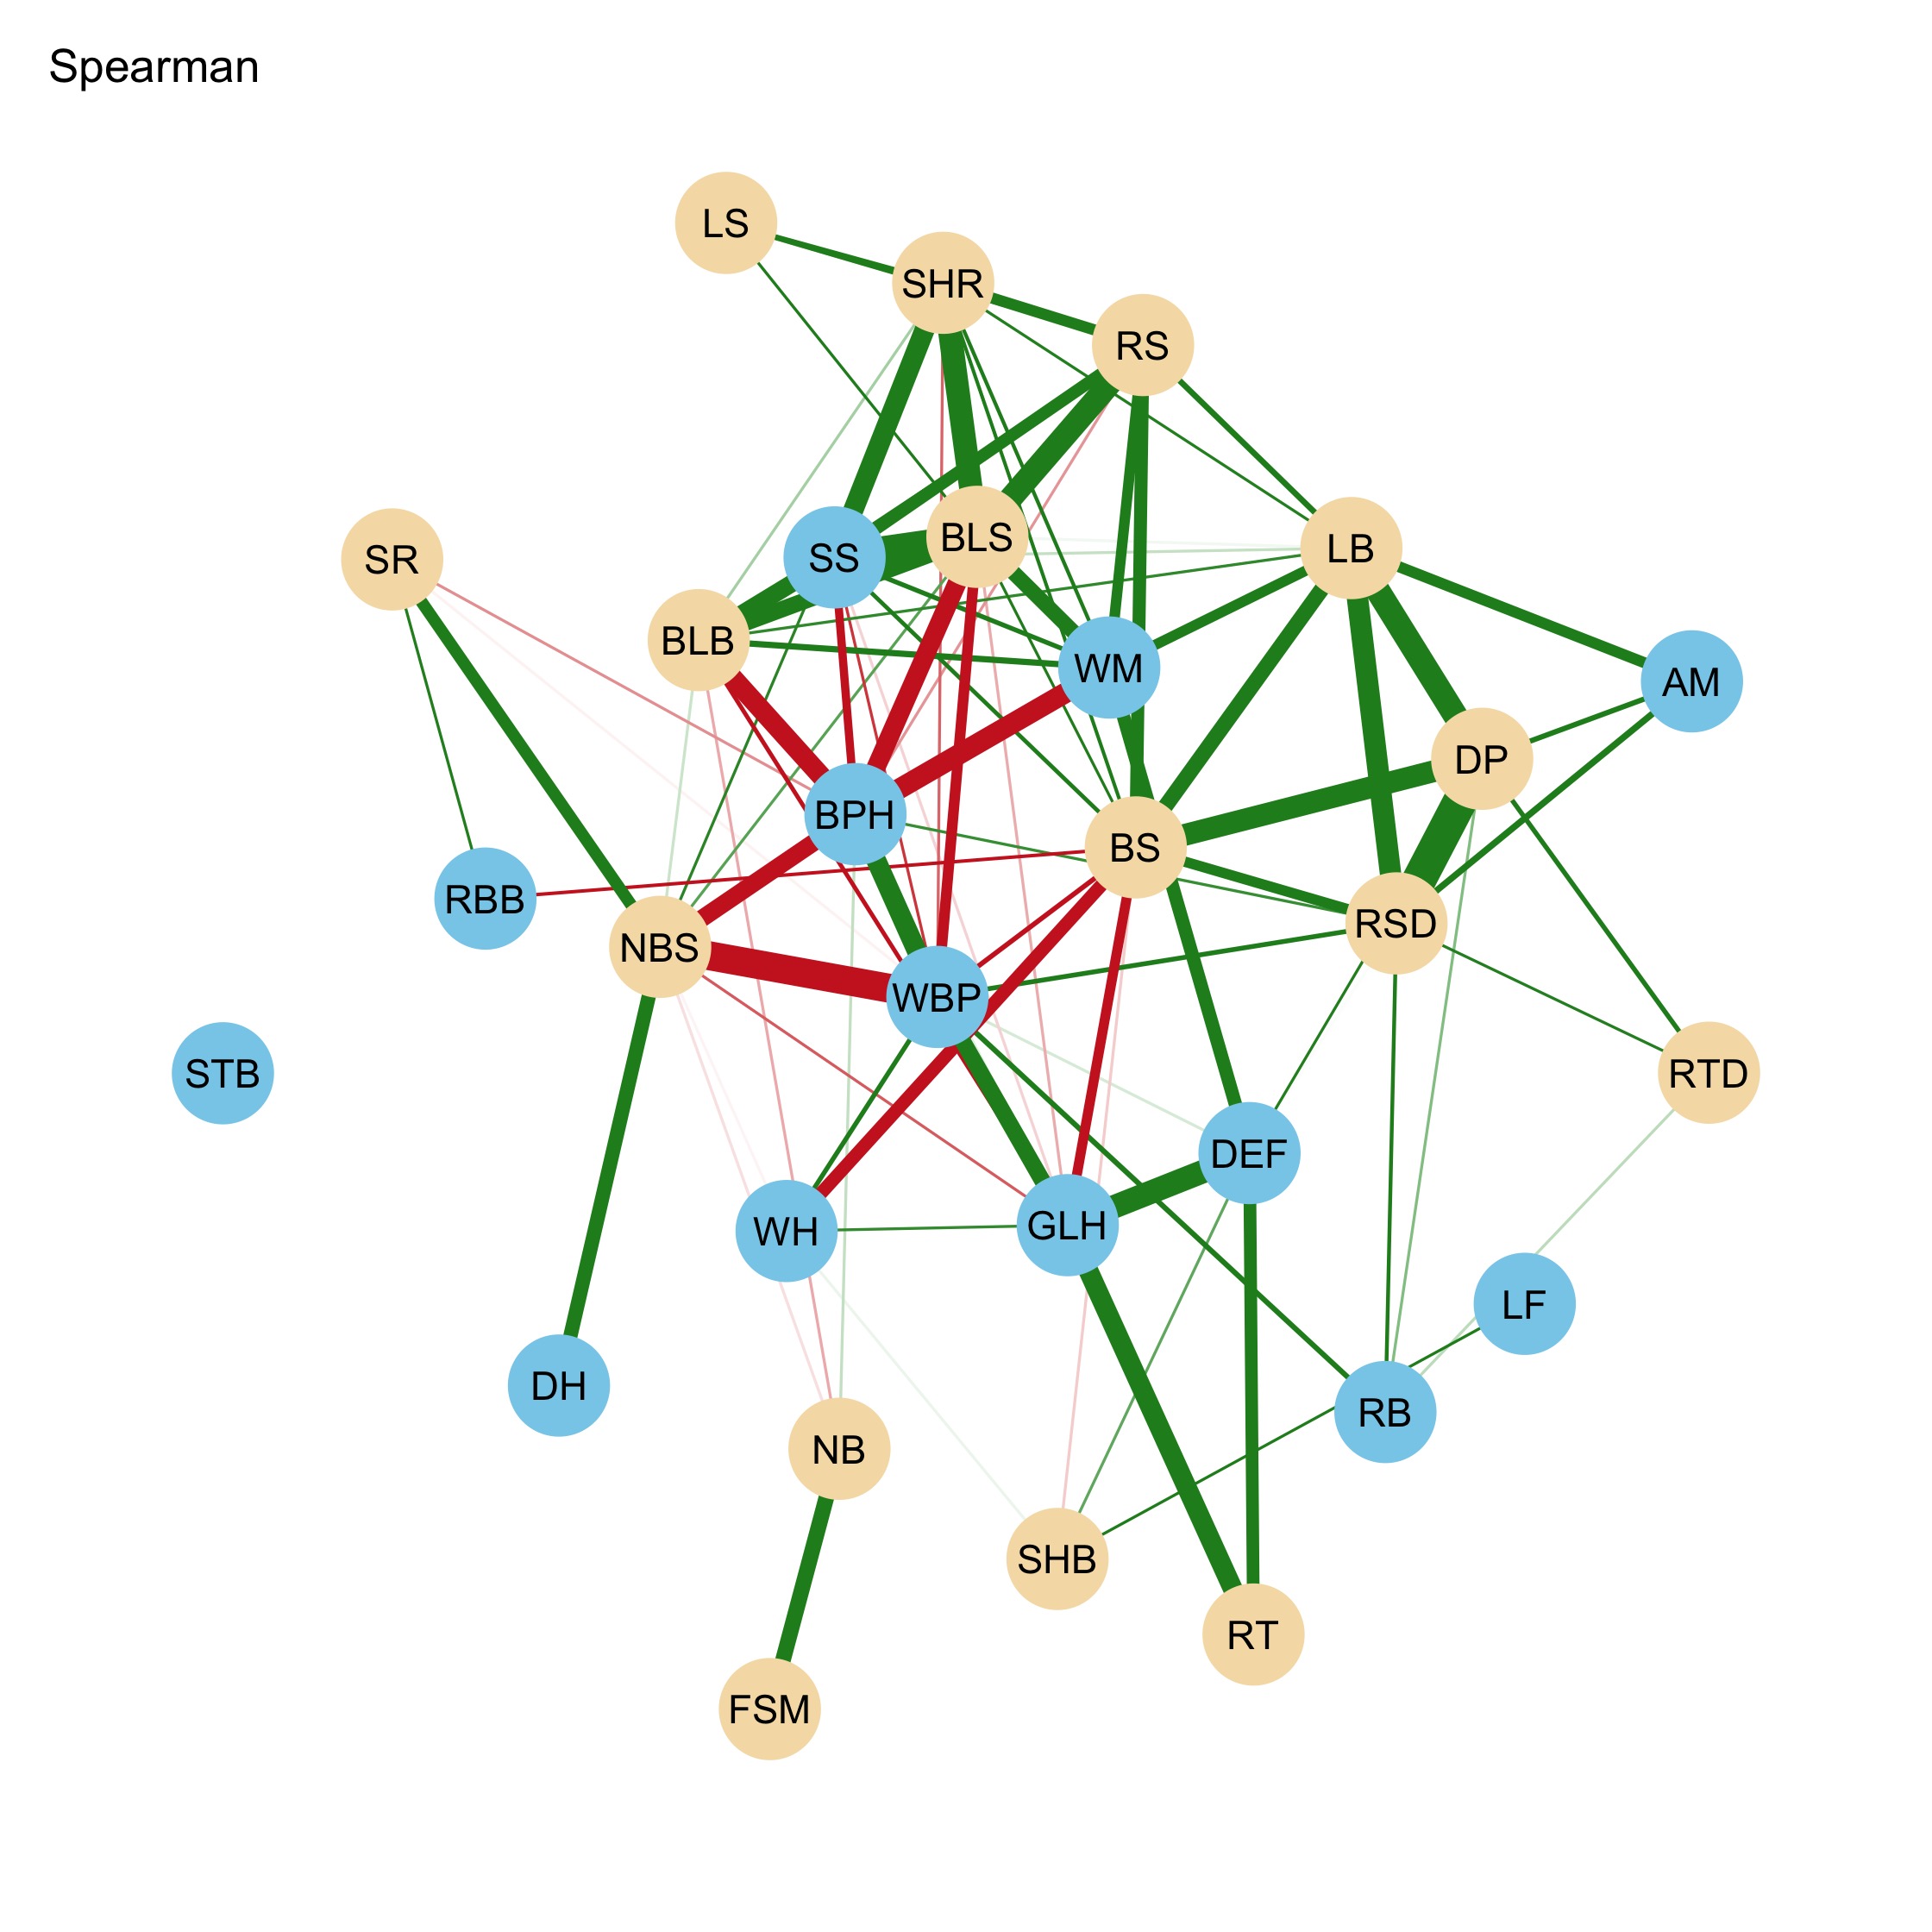 Spearman
LS
SHR
RS
SR
SS
BLS
LB
BLB
WM
AM
DP
BPH
BS
RBB
NBS
RSD
WBP
STB
RTD
DEF
WH
GLH
LF
DH
RB
NB
SHB
RT
FSM